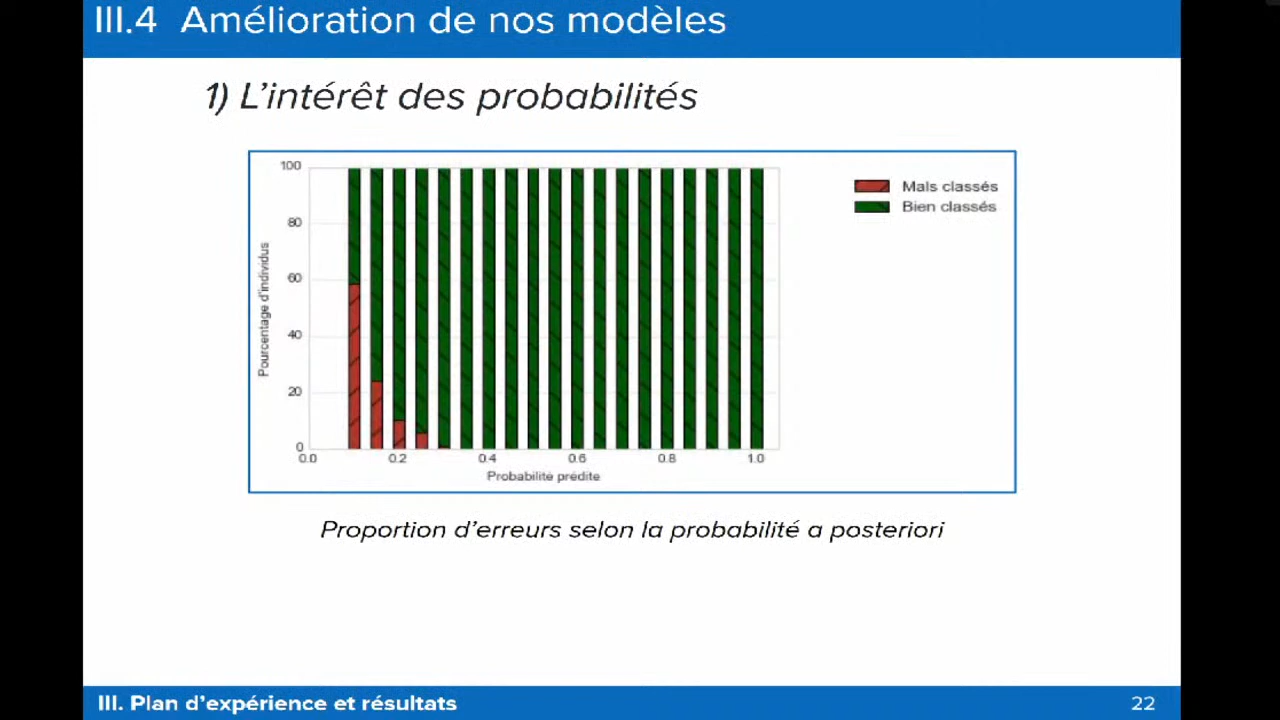 III.4 Amélioration de nos modèles
1) L'intérêt des probabilités
100
80
60
40
20
0
Pourcentage d'individus
0.0 0.2 0.4 0.6 0.8 1.0
Probabilité prédite
Mals classés
Bien classés
Proportion d'erreurs selon la probabilité a posteriori
III. Plan d'expérience et résultats
22